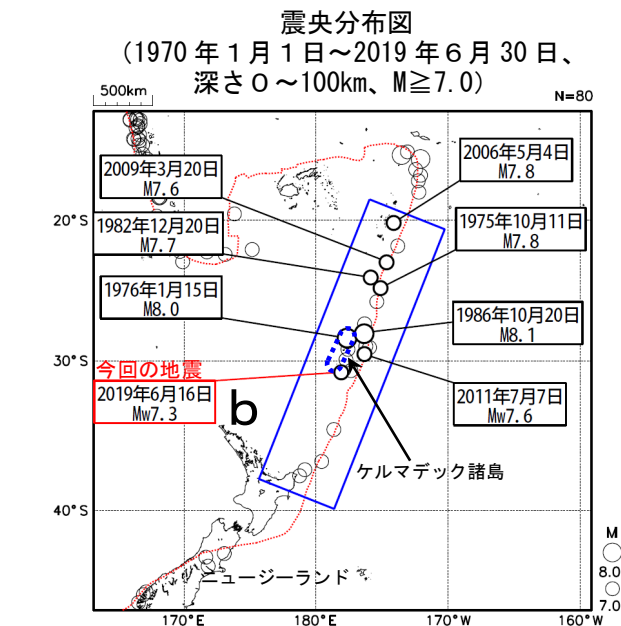 震央分布図
（1970年１月１日～2019年６月30日、
深さ０～100km、M≧7.0）
500km
N=80
2009年3月20日
M7.6
2006年5月4日
M7.8
20°S
1982年12月20日
M7.7
1975年10月11日
M7.8
1976年1月15日
M8.0
1986年10月20日
M8.1
30°S
今回の地震
2019年6月16日
Mw7.3
b
2011年7月7日
Mw7.6
ケルマデック諸島
40°S
ニュージーランド
M
8.0
7.0
170°E
180°W
170°W
160°W